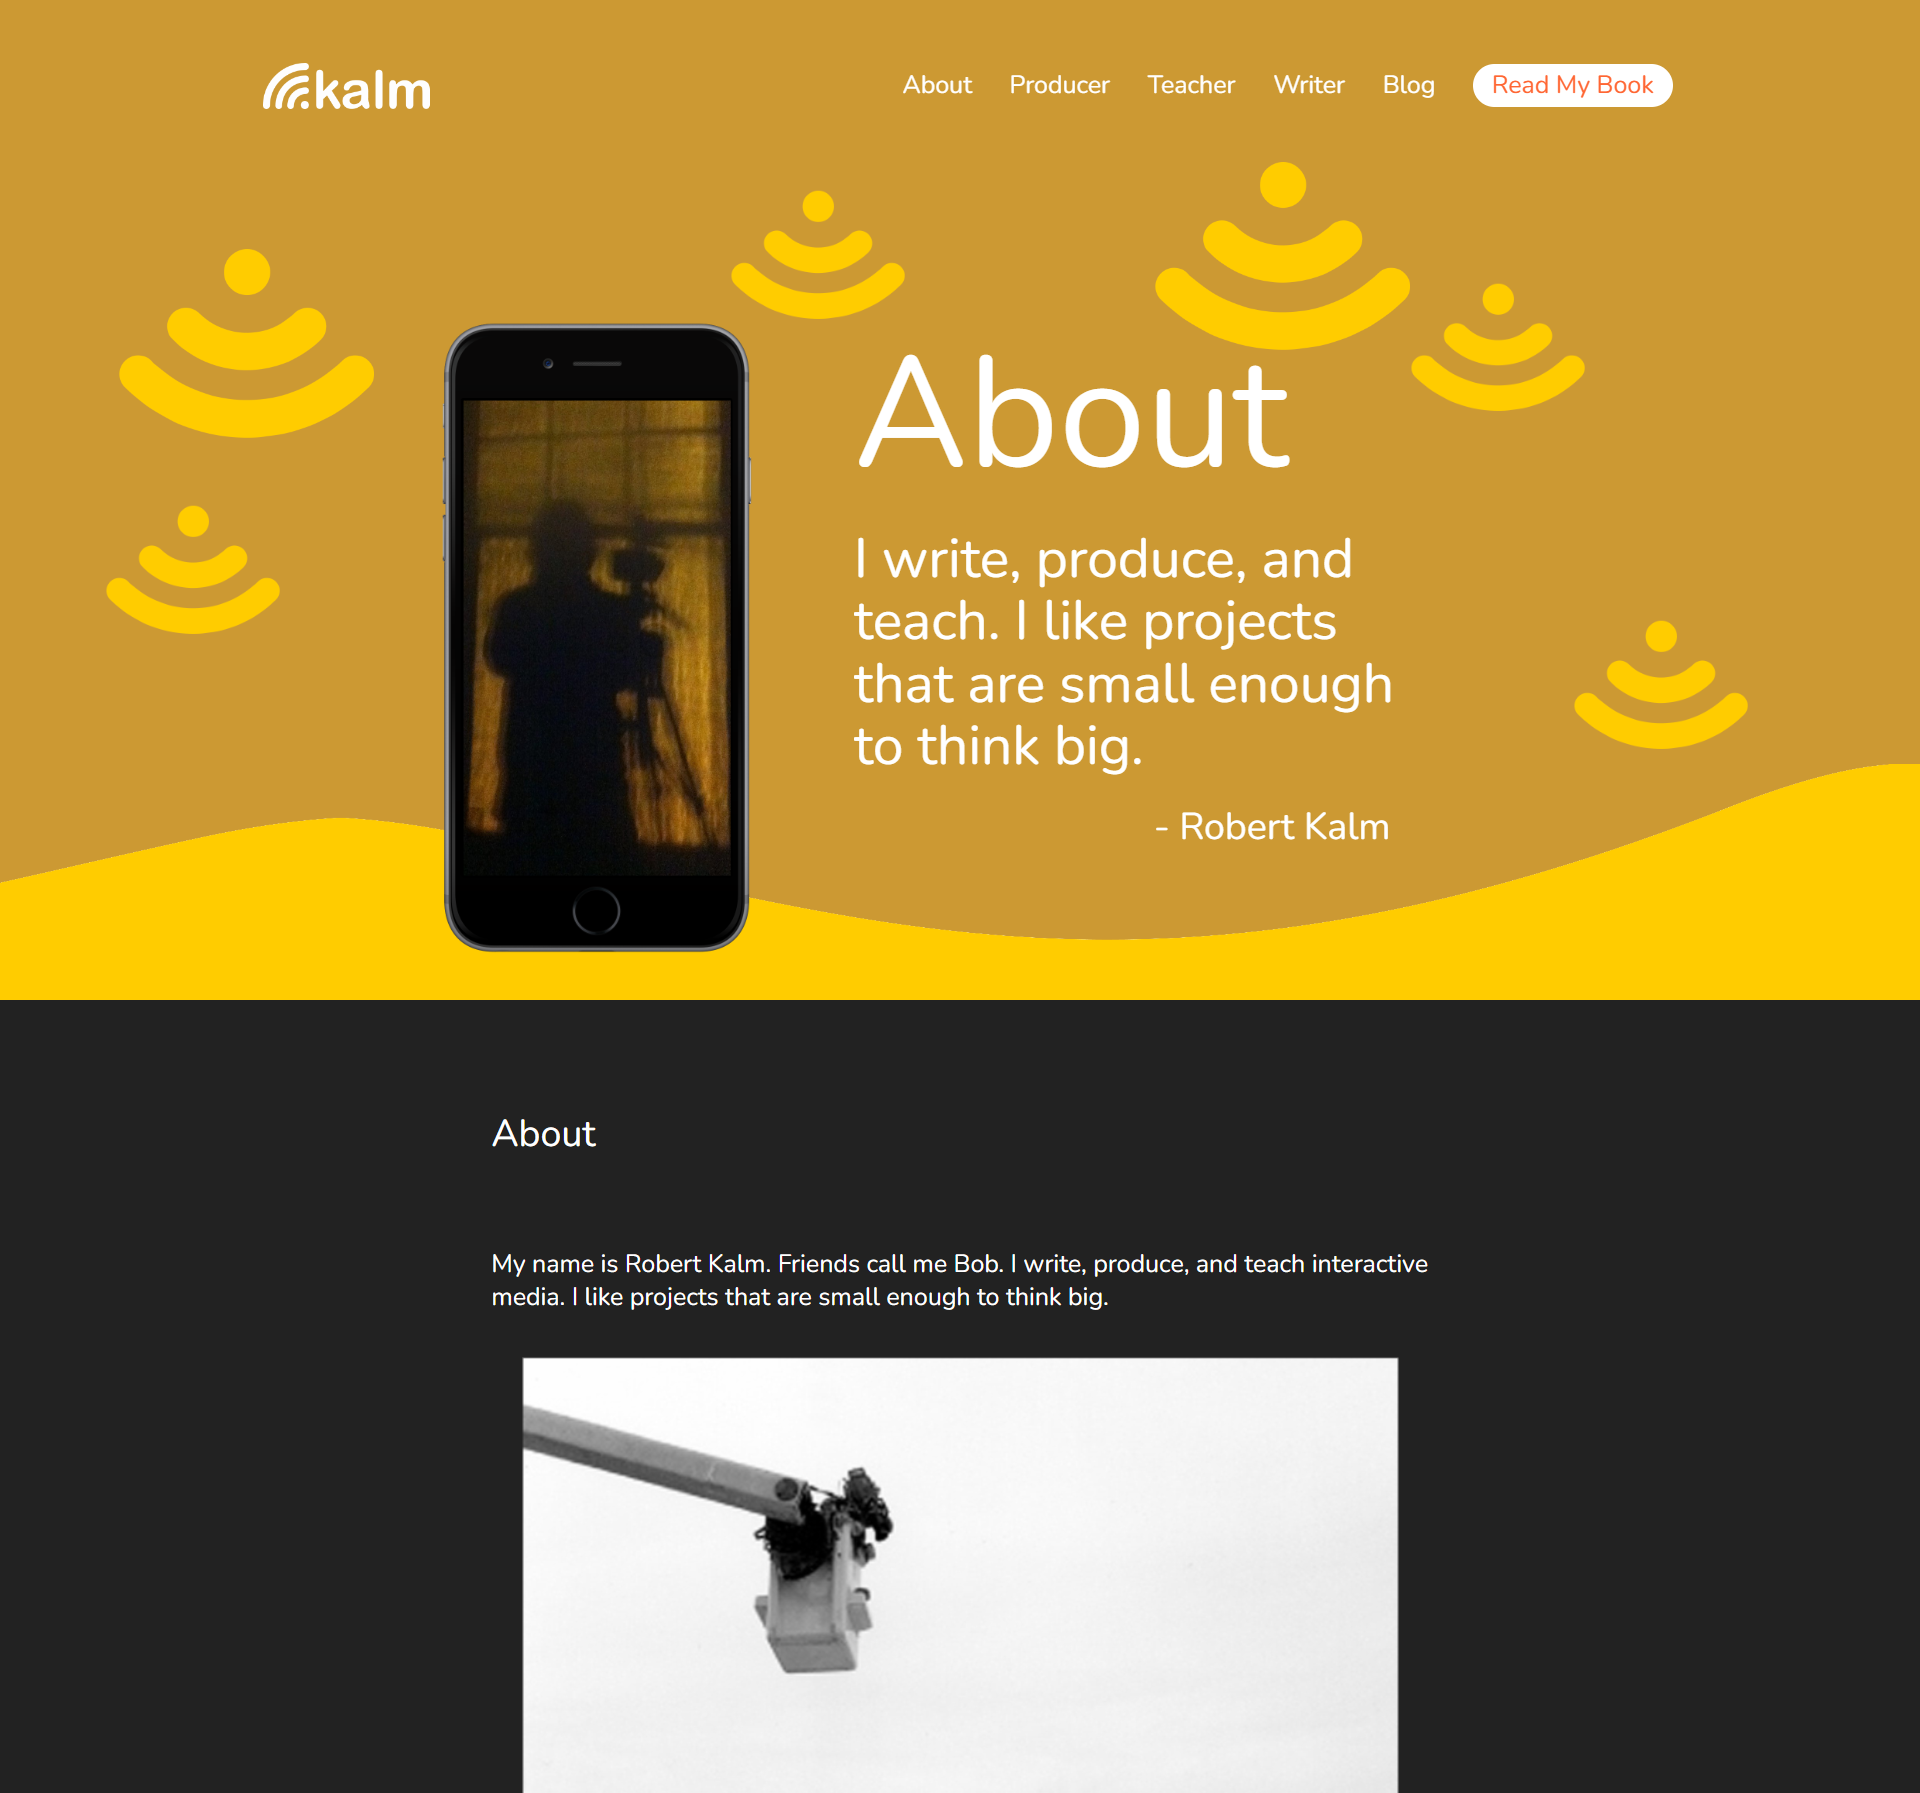 kalm
About
Producer
Teacher
Writer
Blog
Read My Book
About
I write, produce, and
teach. I like projects
that are small enough
to think big.
- Robert Kalm
About
My name is Robert Kalm. Friends call me Bob. I write, produce, and teach interactive
media. I like projects that are small enough to think big.